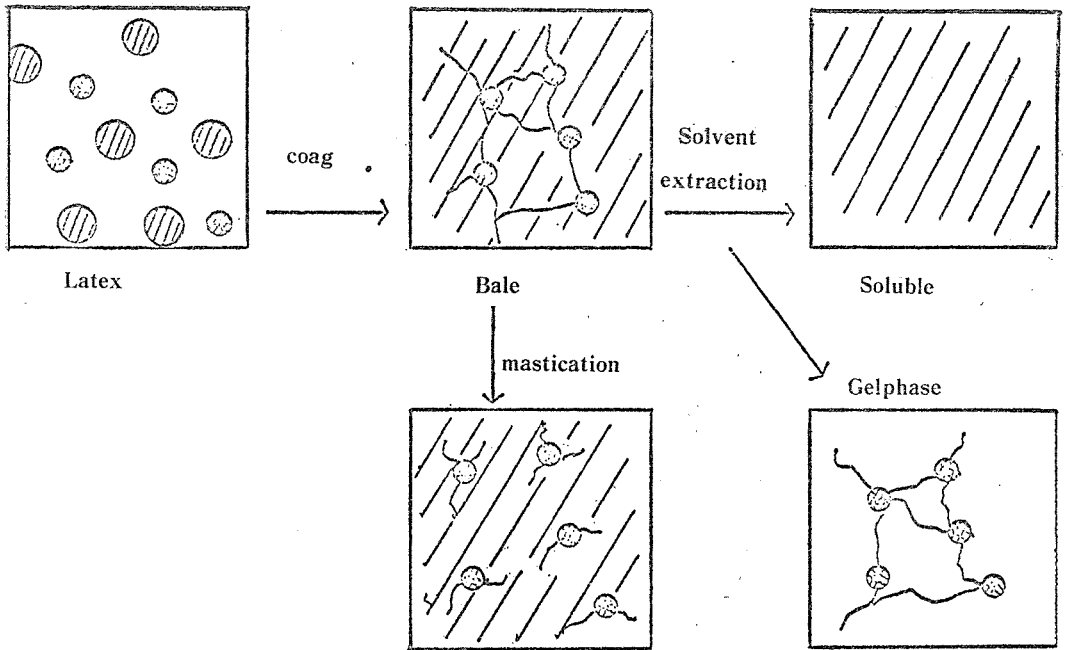 coag
Solvent
extraction
Latex
Bale
Soluble
mastication
Gelphase